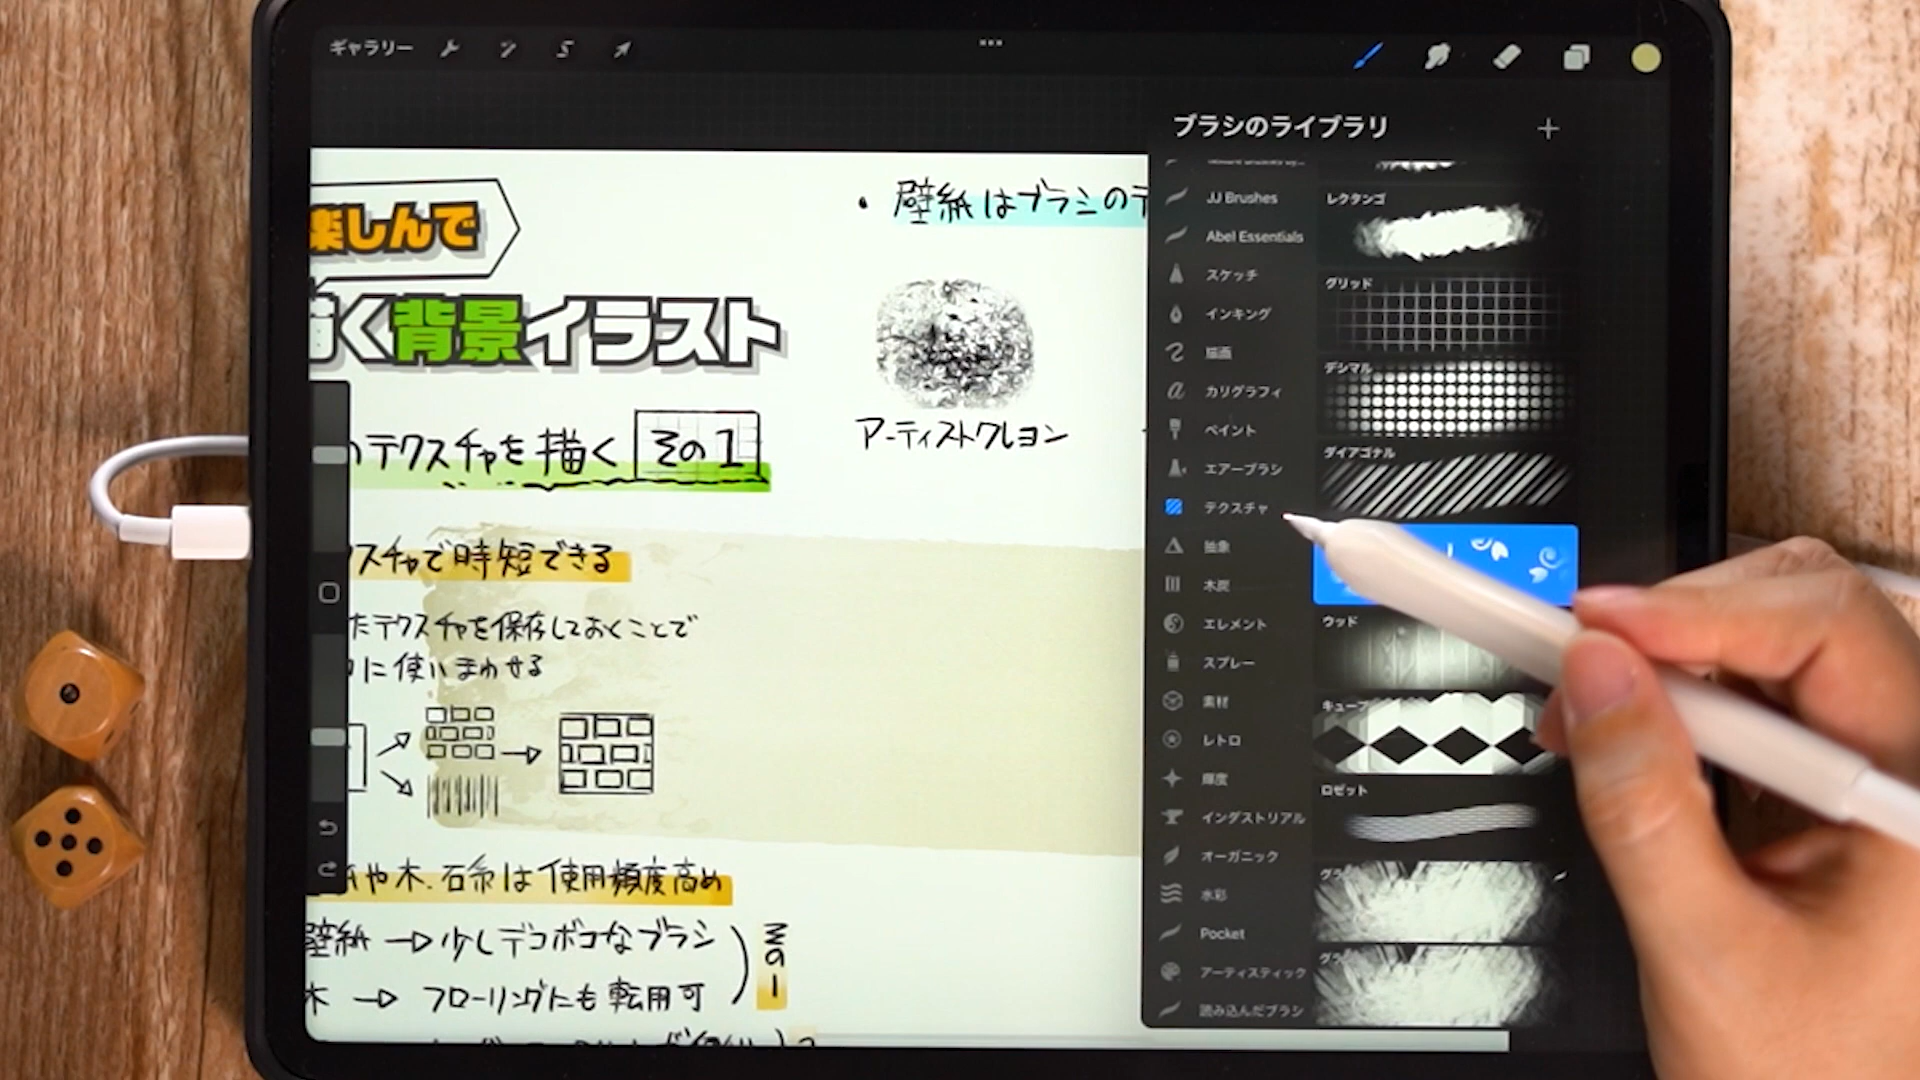 ギャラリー
楽しんで
く背景イラスト
のテクスチャを描く その1
スチャで時短できる
たテクスチャを保存しておくことで
に使いまわせる
や木、石系は使用頻度高め
壁紙→少しデコボコなブラシ
木→フローリングにも転用可
・壁紙はブラシのテ
アーティストクレヨン
ブラシのライブラリ
JJ Brushes
Abel Essentials
スケッチ
インキング
描画
カリグラフィ
ペイント
エアーブラシ
テクスチャ
抽象
木炭
エレメント
スプレー
素材
レトロ
輝度
インダストリアル
オーガニック
水彩
Pocket
アーティスティック
読み込んだブラシ
レクタンゴ
グリッド
デシマル
ダイアゴナル
ウッド
キューブ
ロゼット
グラ
グラ